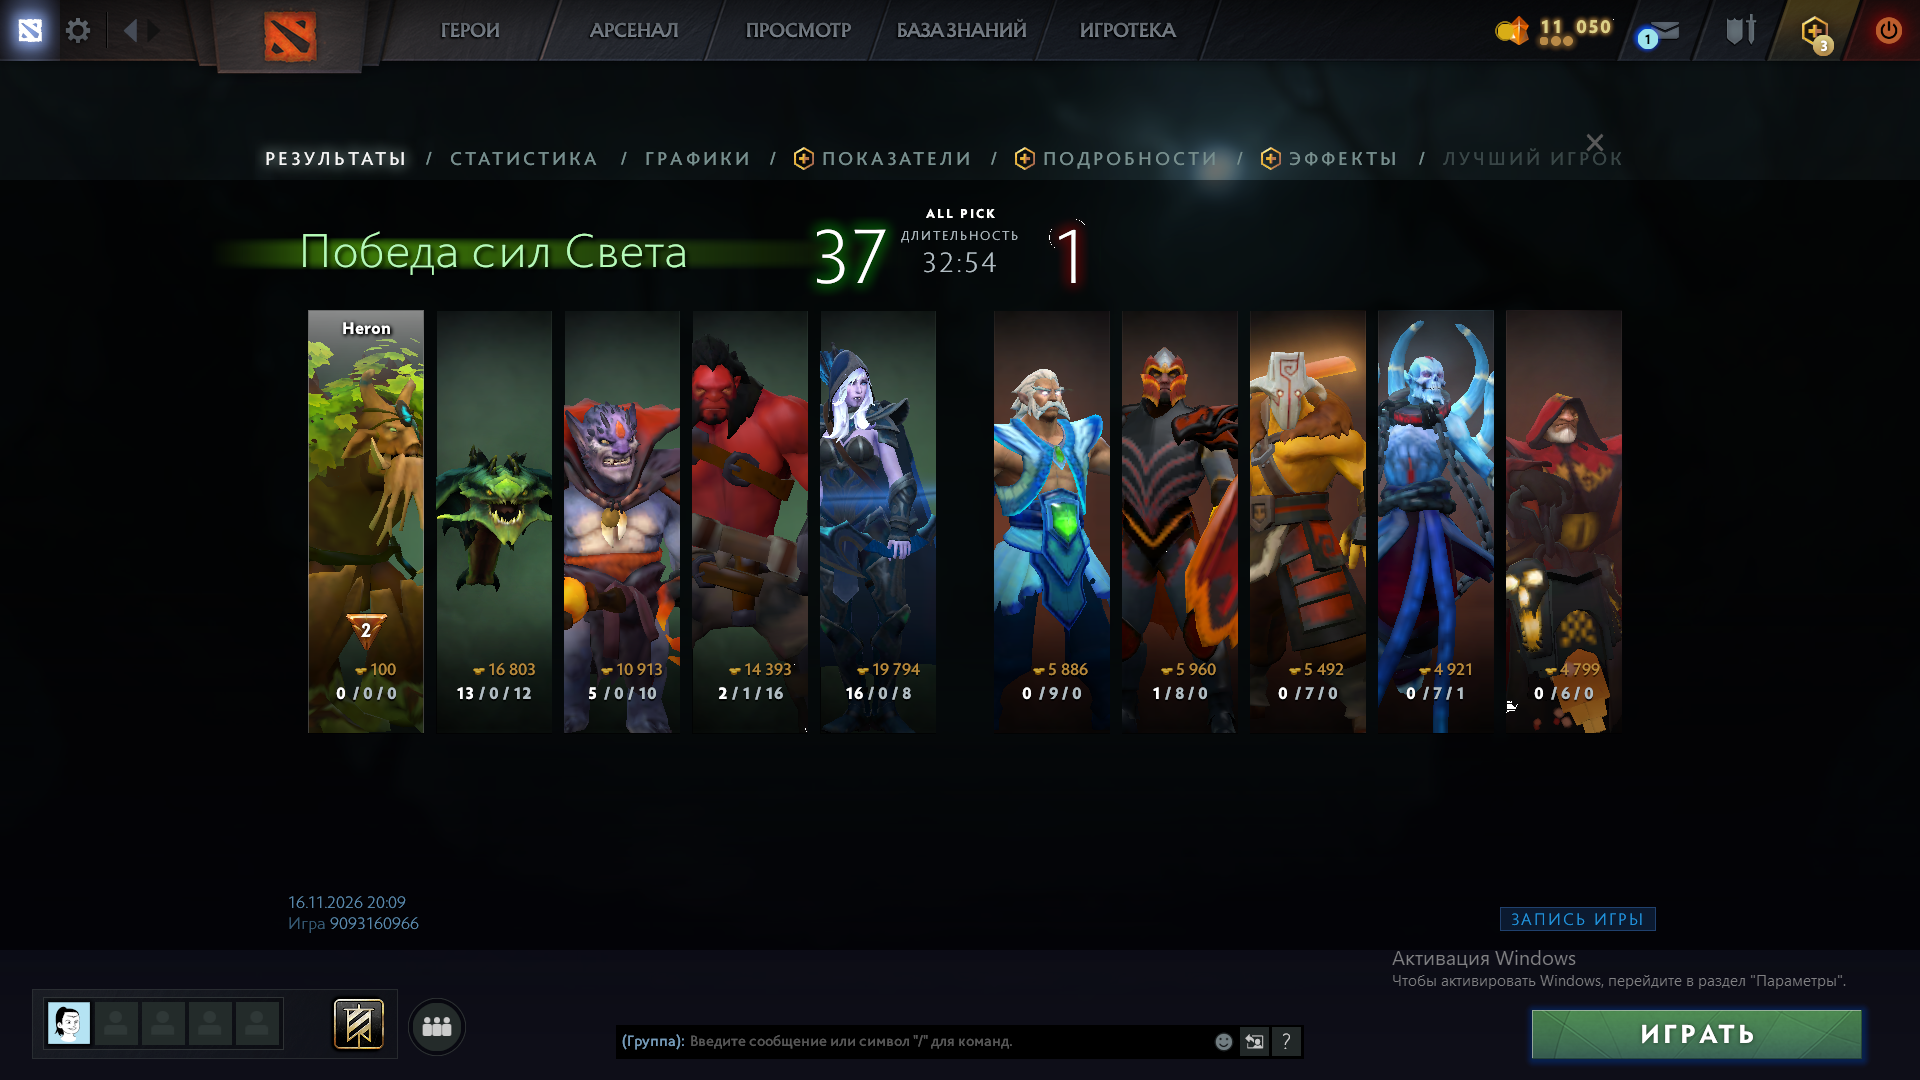 ГЕРОИ
АРСЕНАЛ
ПРОСМОТР
БАЗА ЗНАНИЙ
ИГРОТЕКА
11 050
1
3
РЕЗУЛЬТАТЫ / СТАТИСТИКА / ГРАФИКИ / ПОКАЗАТЕЛИ / ПОДРОБНОСТИ / ЭФФЕКТЫ / ЛУЧШИЙ ИГРОК
Победа сил Света
37
ALL PICK
ДЛИТЕЛЬНОСТЬ
32:54
1
Heron
2
100
0 / 0 / 0
16 803
13 / 0 / 12
10 913
5 / 0 / 10
14 393
2 / 1 / 16
19 794
16 / 0 / 8
5 886
0 / 9 / 0
5 960
1 / 8 / 0
5 492
0 / 7 / 0
4 921
0 / 7 / 1
4 799
0 / 6 / 0
16.11.2026 20:09
Игра 9093160966
ЗАПИСЬ ИГРЫ
Активация Windows
Чтобы активировать Windows, перейдите в раздел "Параметры".
(Группа): Введите сообщение или символ "/" для команд.
?
ИГРАТЬ